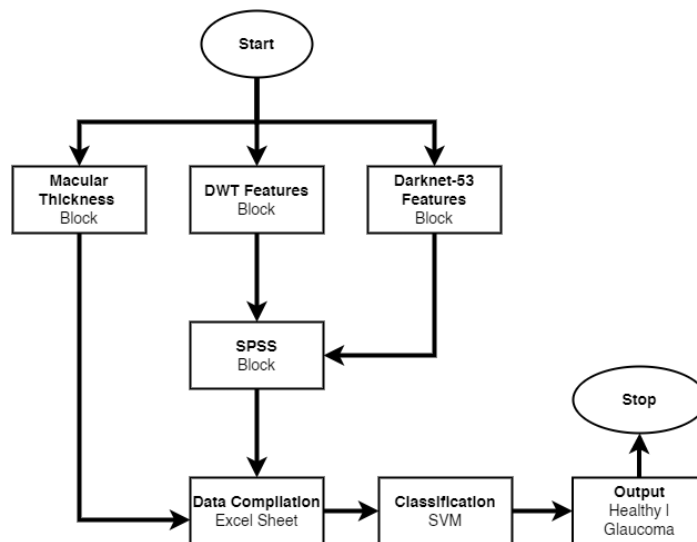 Start
Macular
Thickness
Block
DWT Features
Block
Darknet-53
Features
Block
SPSS
Block
Stop
Data Compilation
Excel Sheet
Classification
SVM
Output
Healthy |
Glaucoma